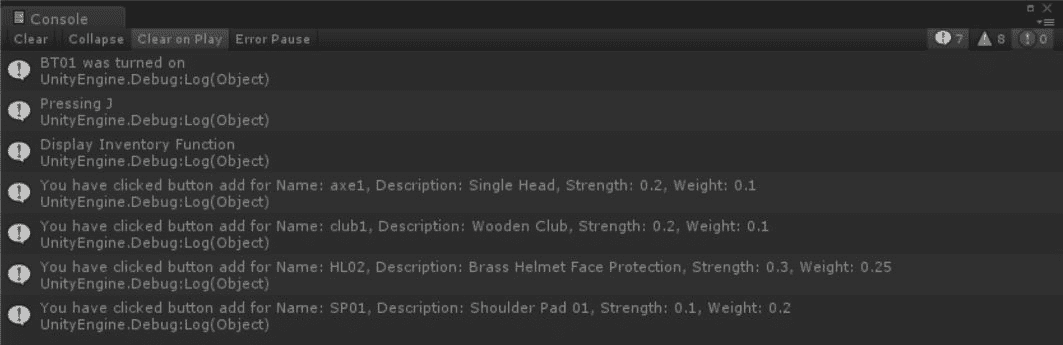 Console
Clear Collapse Clear on Play Error Pause 7 8 0
BT01 was turned on
UnityEngine.Debug:Log(Object)
Pressing J
UnityEngine.Debug:Log(Object)
Display Inventory Function
UnityEngine.Debug:Log(Object)
You have clicked button add for Name: axe1, Description: Single Head, Strength: 0.2, Weight: 0.1
UnityEngine.Debug:Log(Object)
You have clicked button add for Name: club1, Description: Wooden Club, Strength: 0.2, Weight: 0.1
UnityEngine.Debug:Log(Object)
You have clicked button add for Name: HL02, Description: Brass Helmet Face Protection, Strength: 0.3, Weight: 0.25
UnityEngine.Debug:Log(Object)
You have clicked button add for Name: SP01, Description: Shoulder Pad 01, Strength: 0.1, Weight: 0.2
UnityEngine.Debug:Log(Object)